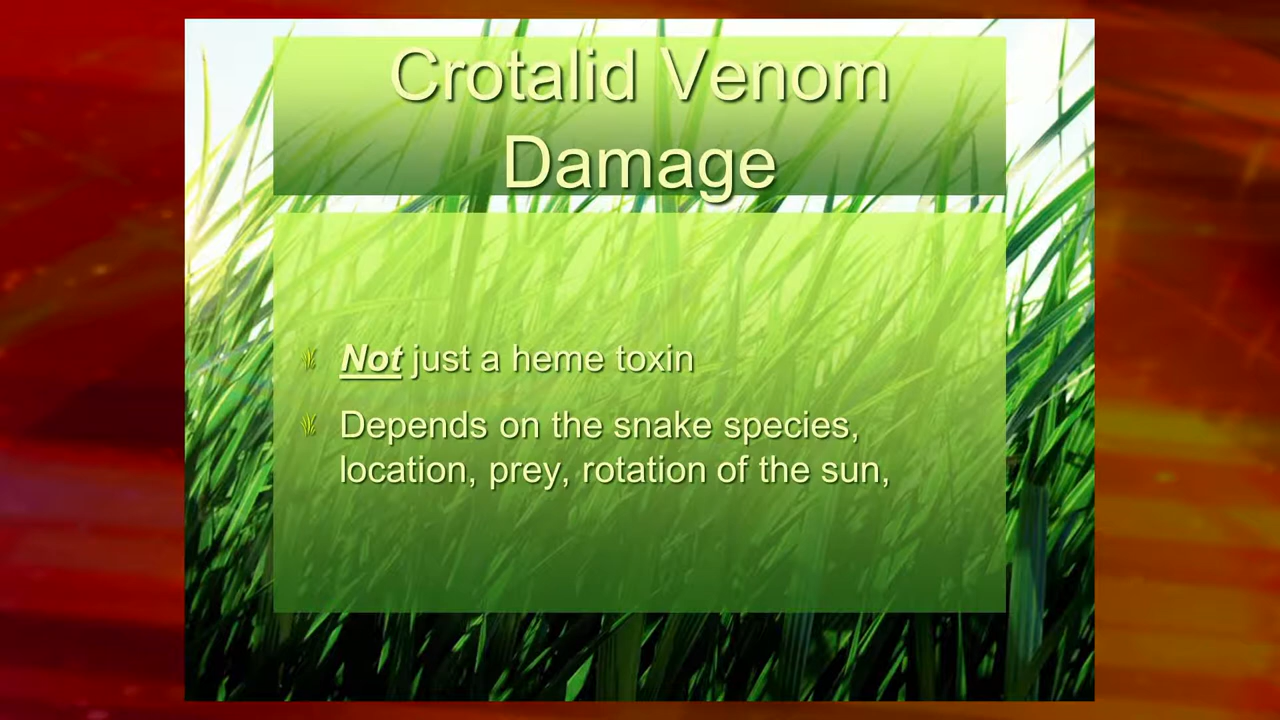 Crotalid Venom
Damage
Not just a heme toxin
Depends on the snake species,
location, prey, rotation of the sun,